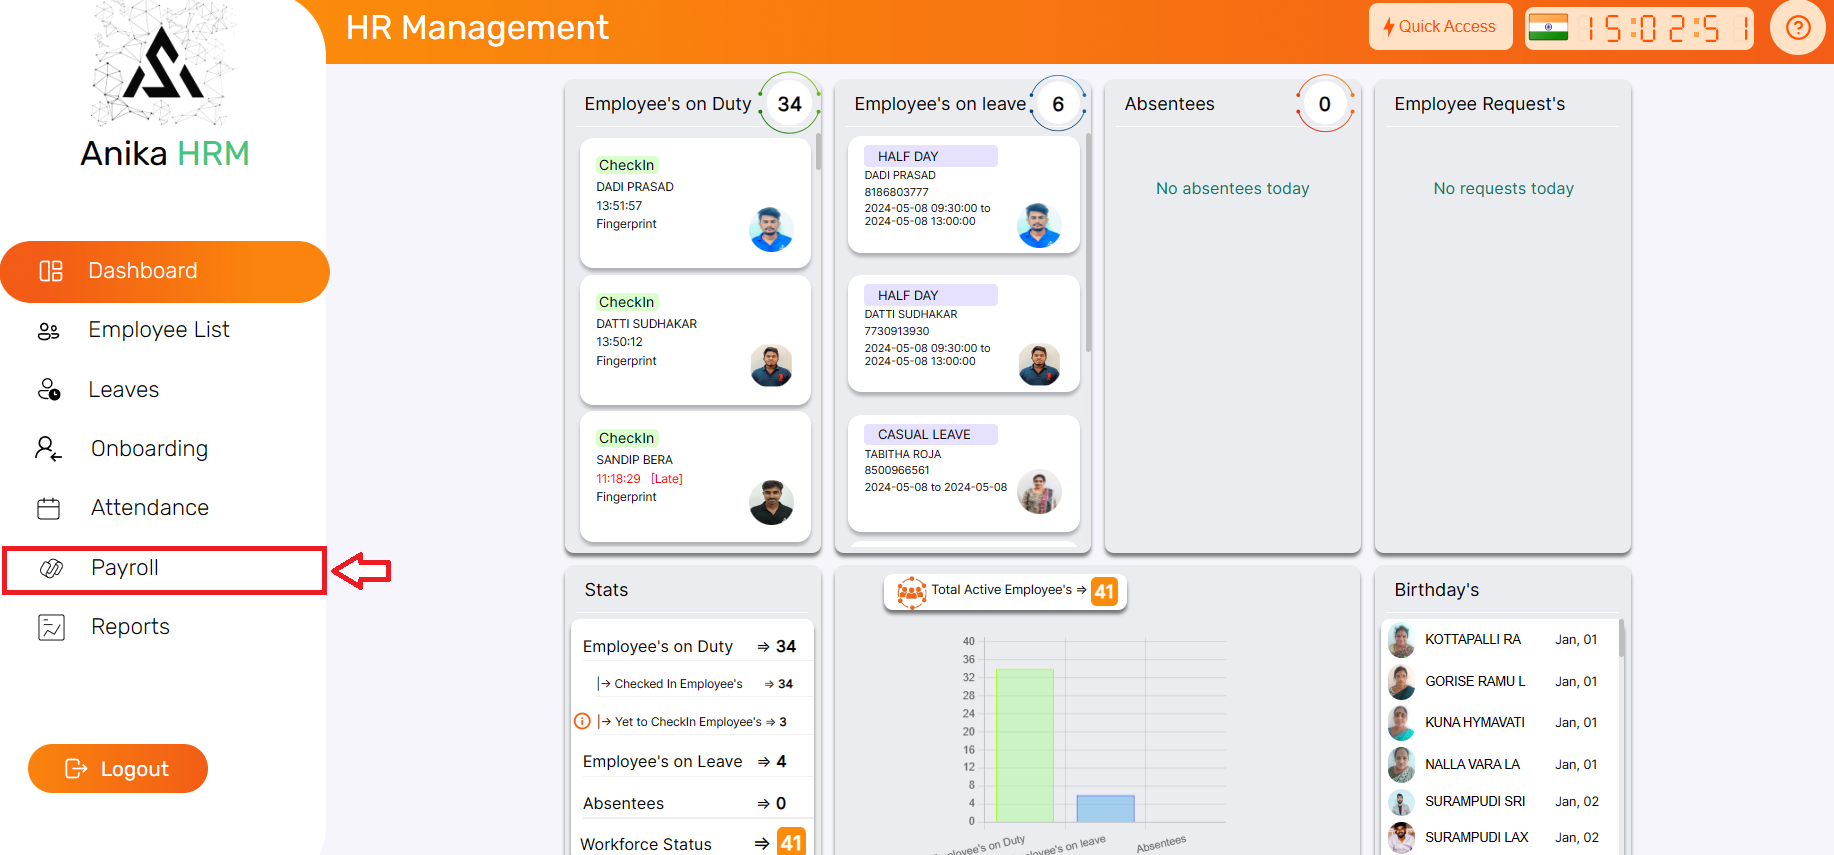 HR Management
Quick Access
15:02:51
Anika HRM
Dashboard
Employee List
Leaves
Onboarding
Attendance
Payroll
Reports
Logout
Employee's on Duty 34
CheckIn
DADI PRASAD
13:51:57
Fingerprint
CheckIn
DATTI SUDHAKAR
13:50:12
Fingerprint
CheckIn
SANDIP BERA
11:18:29 [Late]
Fingerprint
Employee's on leave 6
HALF DAY
DADI PRASAD
8186803777
2024-05-08 09:30:00 to
2024-05-08 13:00:00
HALF DAY
DATTI SUDHAKAR
7730913930
2024-05-08 09:30:00 to
2024-05-08 13:00:00
CASUAL LEAVE
TABITHA ROJA
8500966561
2024-05-08 to 2024-05-08
Absentees 0
No absentees today
Employee Request's
No requests today
Stats
Employee's on Duty ⇒ 34
|→ Checked In Employee's ⇒ 34
|→ Yet to CheckIn Employee's ⇒ 3
Employee's on Leave ⇒ 4
Absentees ⇒ 0
Workforce Status ⇒ 41
Total Active Employee's ⇒ 41
40
36
32
28
24
20
16
12
8
4
0
Employee's on Duty
Employee's on leave
Absentees
Birthday's
KOTTAPALLI RA Jan, 01
GORISE RAMU L Jan, 01
KUNA HYMAVATI Jan, 01
NALLA VARA LA Jan, 01
SURAMPUDI SRI Jan, 02
SURAMPUDI LAX Jan, 02